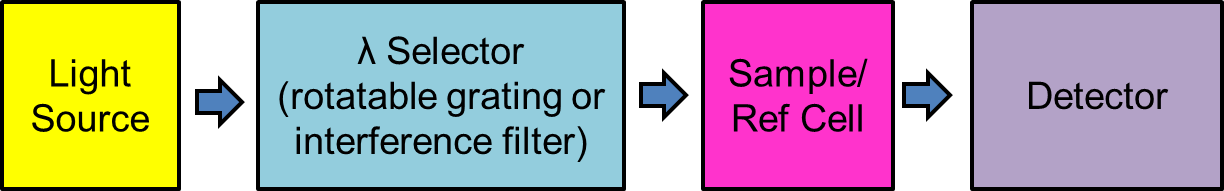 Light
Source
λ Selector
(rotatable grating or
interference filter)
Sample/
Ref Cell
Detector